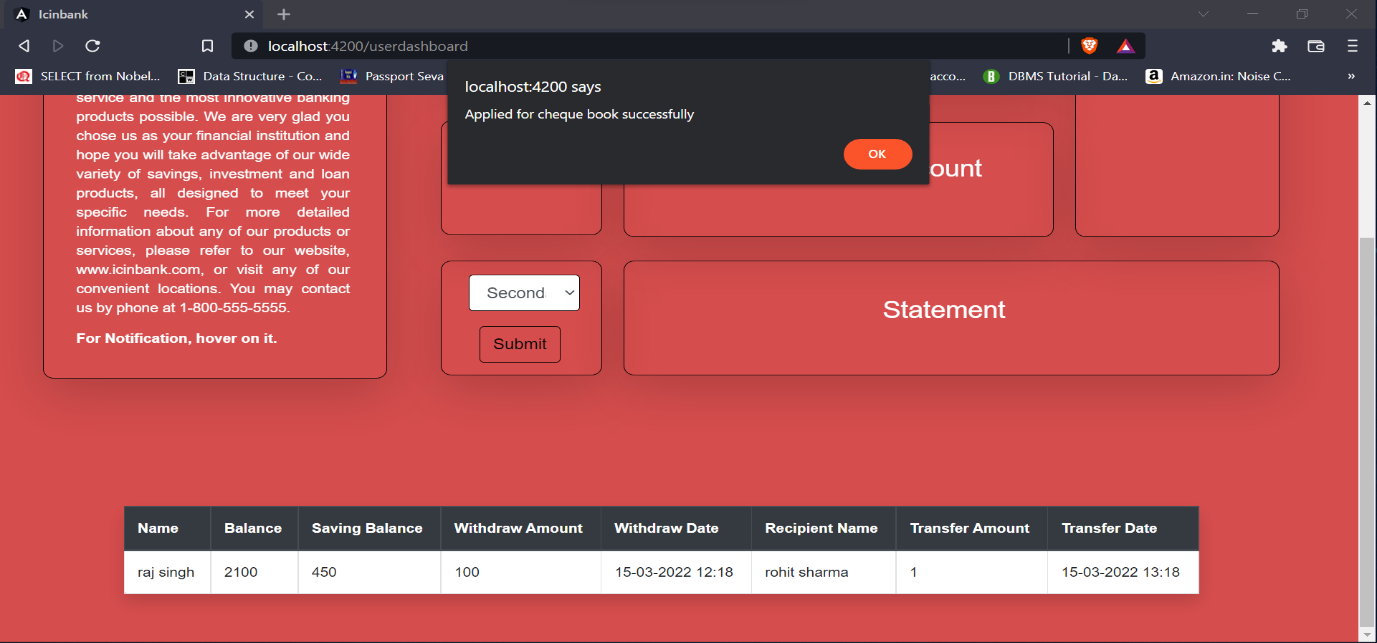 Icinbank
localhost:4200/userdashboard
SELECT from Nobel... Data Structure - Co... Passport Seva acco... DBMS Tutorial - Da... Amazon.in: Noise C... »
localhost:4200 says
Applied for cheque book successfully
OK
service and the most innovative banking
products possible. We are very glad you
chose us as your financial institution and
hope you will take advantage of our wide
variety of savings, investment and loan
products, all designed to meet your
specific needs. For more detailed
information about any of our products or
services, please refer to our website,
www.icinbank.com, or visit any of our
convenient locations. You may contact
us by phone at 1-800-555-5555.
For Notification, hover on it.
ount
Second
Submit
Statement
Name Balance Saving Balance Withdraw Amount Withdraw Date Recipient Name Transfer Amount Transfer Date
raj singh 2100 450 100 15-03-2022 12:18 rohit sharma 1 15-03-2022 13:18